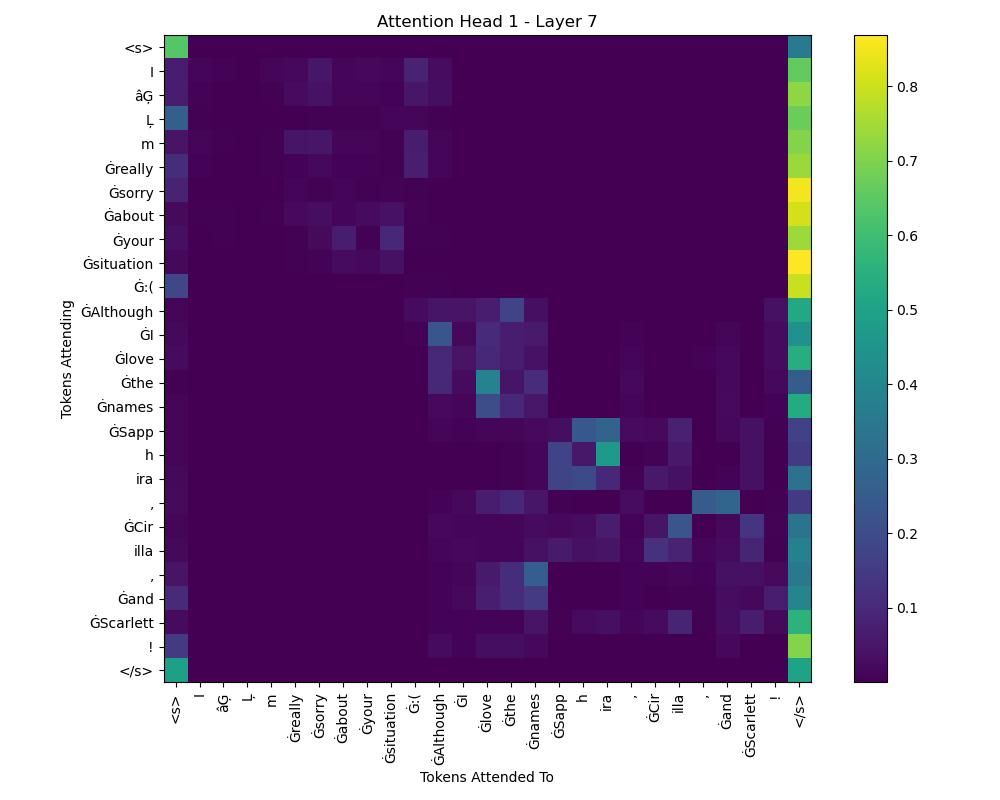 Attention Head 1 - Layer 7
Tokens Attending
<s>
I
âĢ
Ļ
m
Ġreally
Ġsorry
Ġabout
Ġyour
Ġsituation
Ġ:(
ĠAlthough
ĠI
Ġlove
Ġthe
Ġnames
ĠSapp
h
ira
,
ĠCir
illa
,
Ġand
ĠScarlett
!
</s>
<s>
I
âĢ
Ļ
m
Ġreally
Ġsorry
Ġabout
Ġyour
Ġsituation
Ġ:(
ĠAlthough
ĠI
Ġlove
Ġthe
Ġnames
ĠSapp
h
ira
,
ĠCir
illa
,
Ġand
ĠScarlett
!
</s>
Tokens Attended To
0.8
0.7
0.6
0.5
0.4
0.3
0.2
0.1